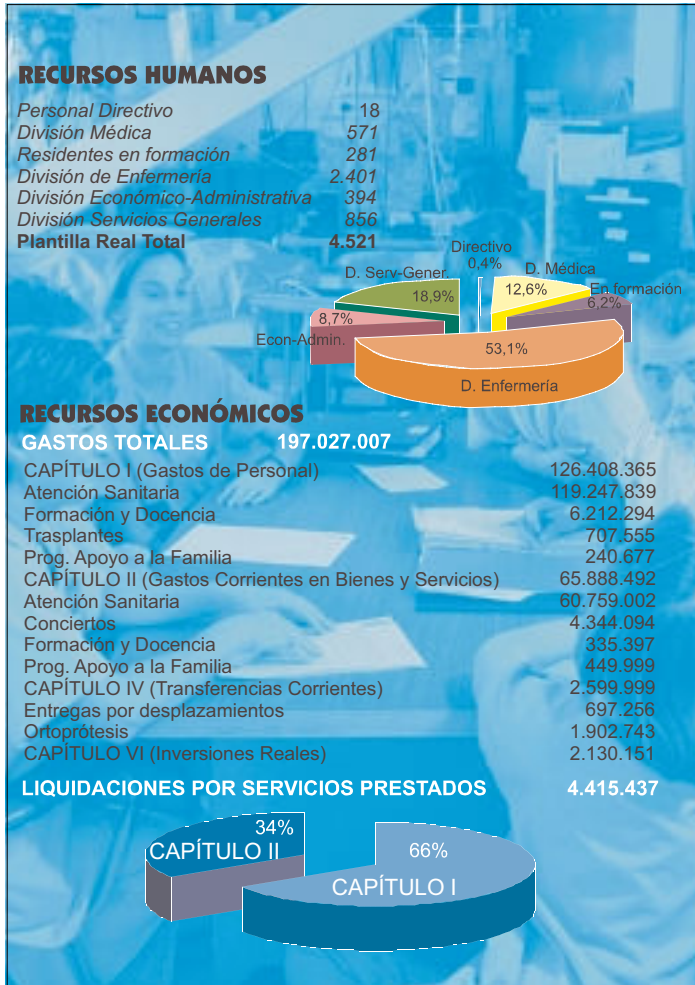 RECURSOS HUMANOS
Personal Directivo 18
División Médica 571
Residentes en formación 281
División de Enfermería 2.401
División Económico-Administrativa 394
División Servicios Generales 856
Plantilla Real Total 4.521
Directivo
0,4%
D. Serv-Gener.
18,9%
D. Médica
12,6%
En formación
6,2%
8,7%
Econ-Admin.
53,1%
D. Enfermería
RECURSOS ECONÓMICOS
GASTOS TOTALES 197.027.007
CAPÍTULO I (Gastos de Personal) 126.408.365
Atención Sanitaria 119.247.839
Formación y Docencia 6.212.294
Trasplantes 707.555
Prog. Apoyo a la Familia 240.677
CAPÍTULO II (Gastos Corrientes en Bienes y Servicios) 65.888.492
Atención Sanitaria 60.759.002
Conciertos 4.344.094
Formación y Docencia 335.397
Prog. Apoyo a la Familia 449.999
CAPÍTULO IV (Transferencias Corrientes) 2.599.999
Entregas por desplazamientos 697.256
Ortoprótesis 1.902.743
CAPÍTULO VI (Inversiones Reales) 2.130.151
LIQUIDACIONES POR SERVICIOS PRESTADOS 4.415.437
34%
CAPÍTULO II
66%
CAPÍTULO I